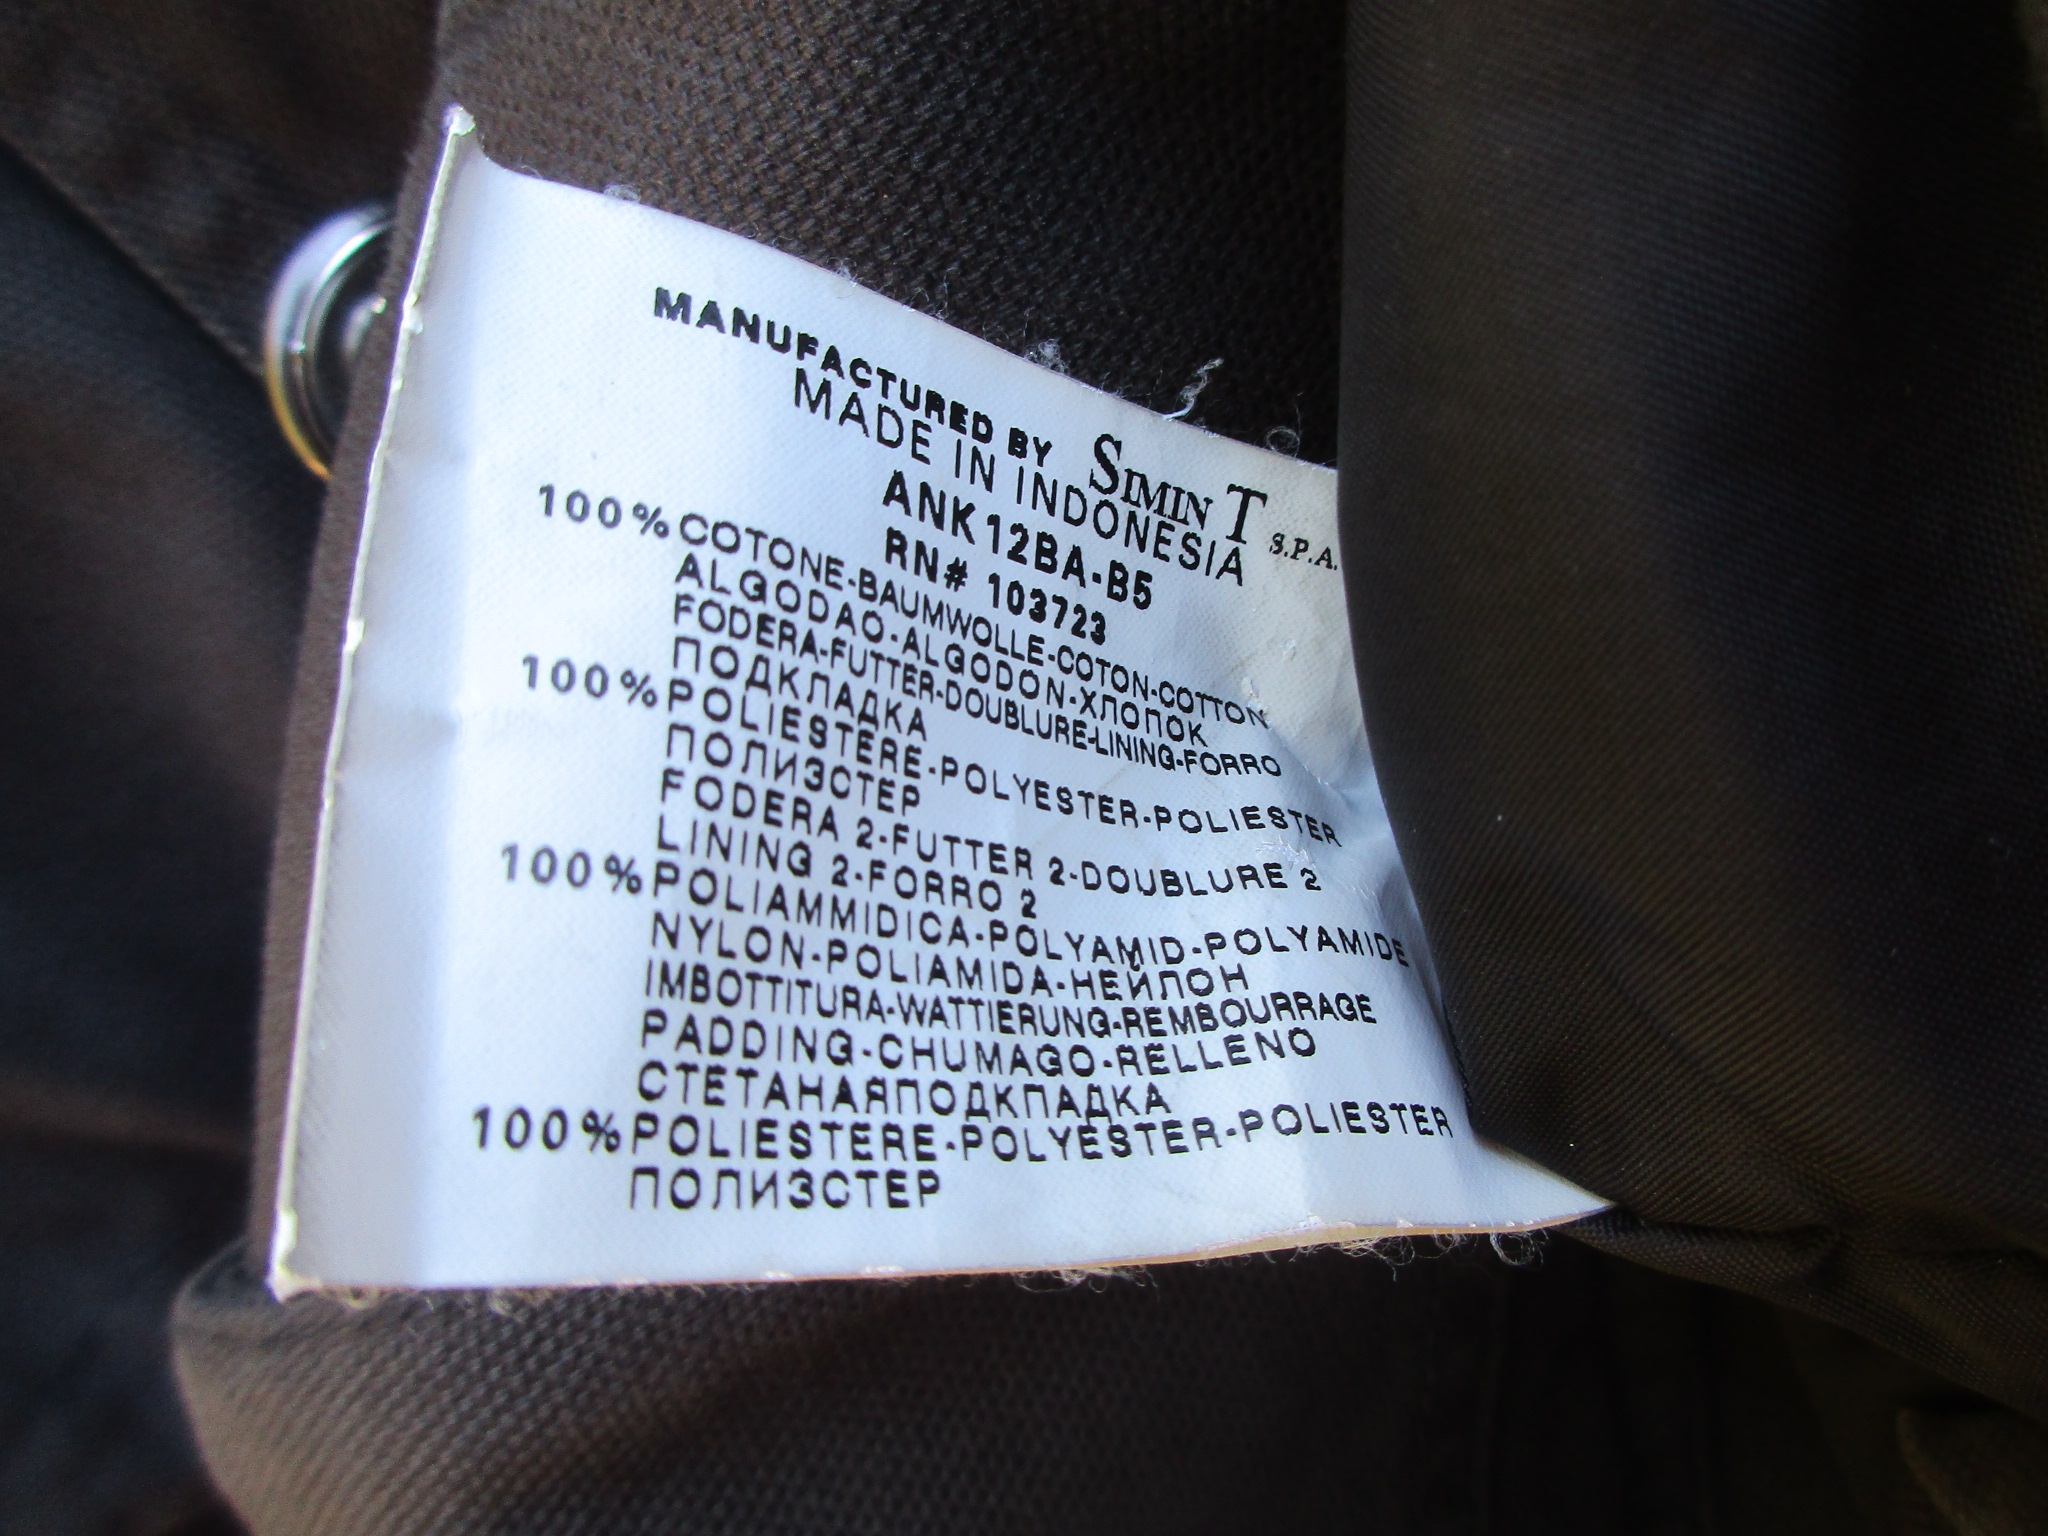 MANUFACTURED BY SIMIN T S.P.A.
MADE IN INDONESIA
ANK12BA-B5
RN# 103723
100% COTONE-BAUMWOLLE-COTON-COTTON
ALGODAO-ALGODON-ХЛОПОК
FODERA-FUTTER-DOUBLURE-LINING-FORRO
ПОДКЛАДКА
100% POLIESTERE-POLYESTER-POLIESTER
ПОЛИЗСТЕР
FODERA 2-FUTTER 2-DOUBLURE 2
LINING 2-FORRO 2
100% POLIAMMIDICA-POLYAMID-POLYAMIDE
NYLON-POLIAMIDA-НЕЙЛОН
IMBOTTITURA-WATTIERUNG-REMBOURRAGE
PADDING-CHUMAGO-RELLENO
СТЕТАНАЯПОДКПАДКА
100% POLIESTERE-POLYESTER-POLIESTER
ПОЛИЗСТЕР